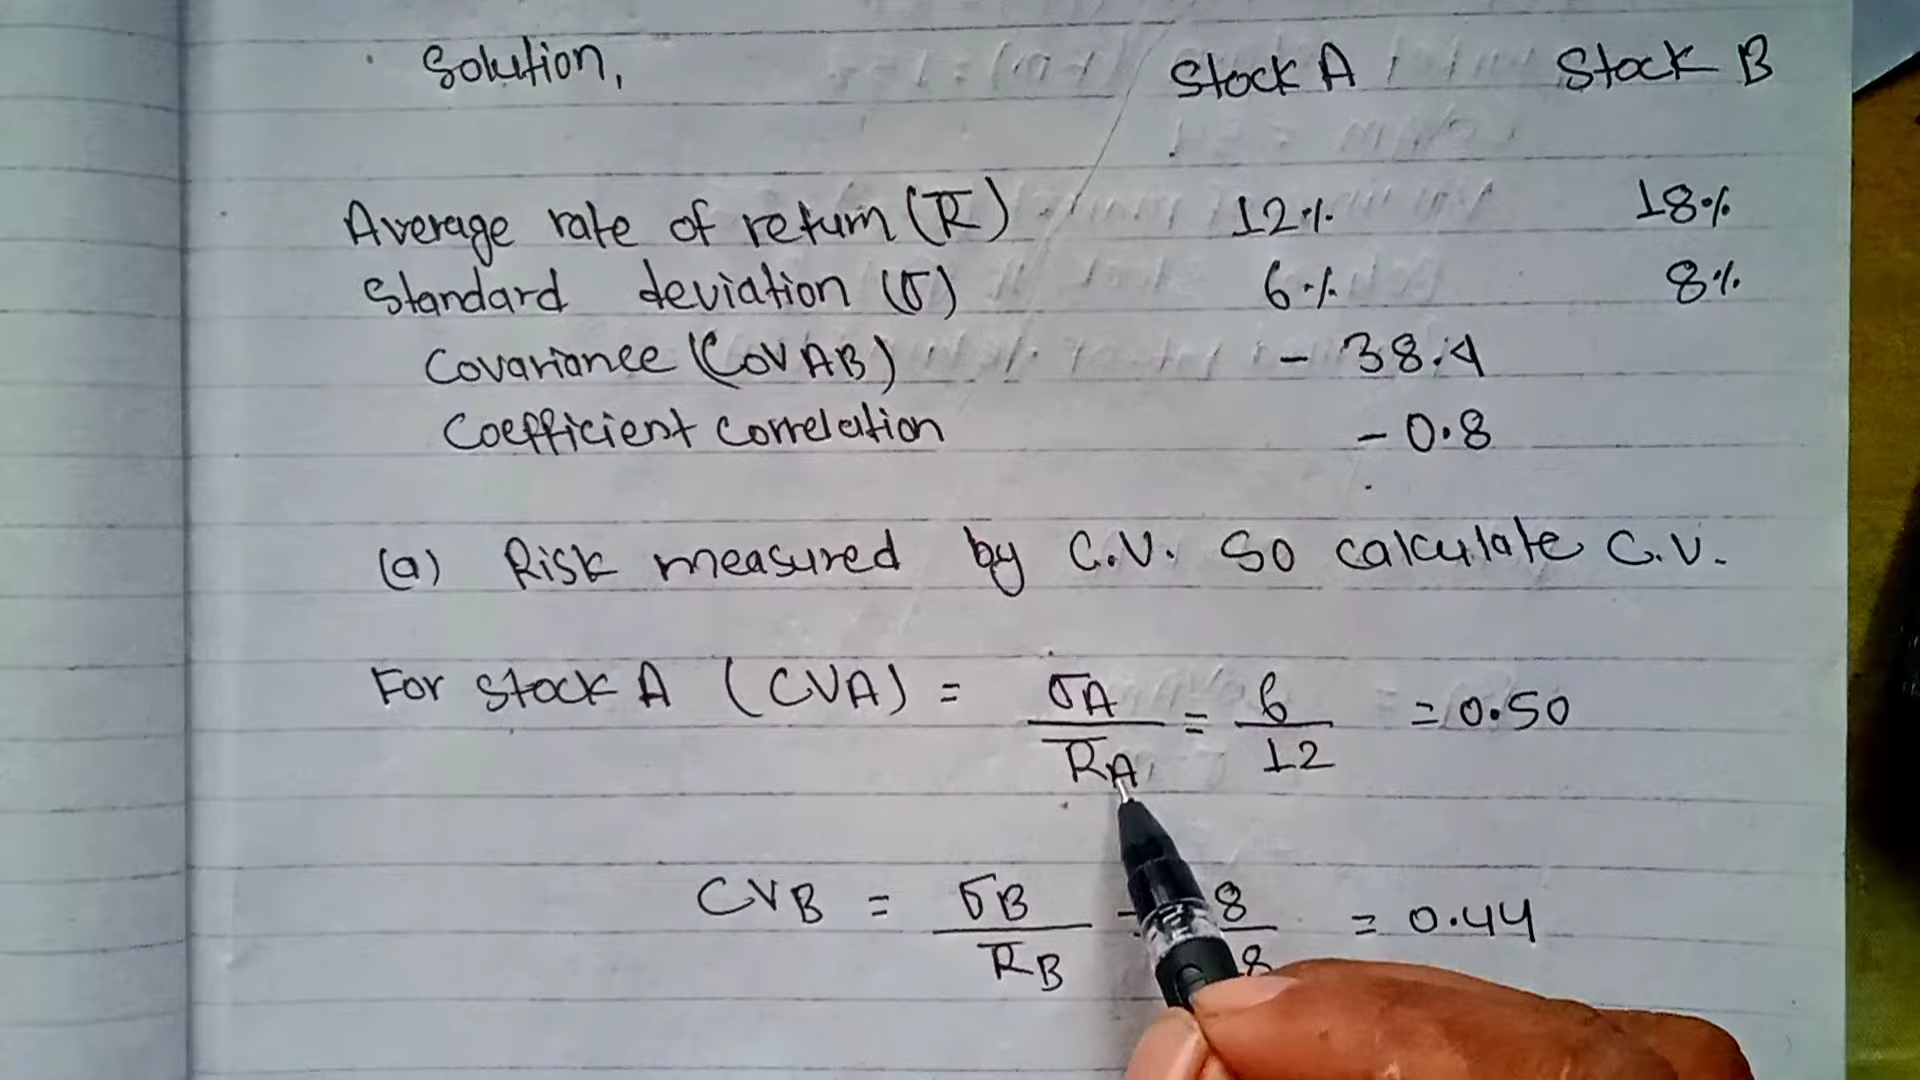 Solution, Stock A Stock B
Average rate of return (R̅) 12% 18%
Standard deviation (σ) 6% 8%
Covariance (COV AB) - 38.4
Coefficient Correlation - 0.8
(a) Risk measured by C.V. So calculate C.V.
For Stock A (CVA) = σA / R̅A = 6 / 12 = 0.50
CVB = σB / R̅B = 8 / 8 = 0.44